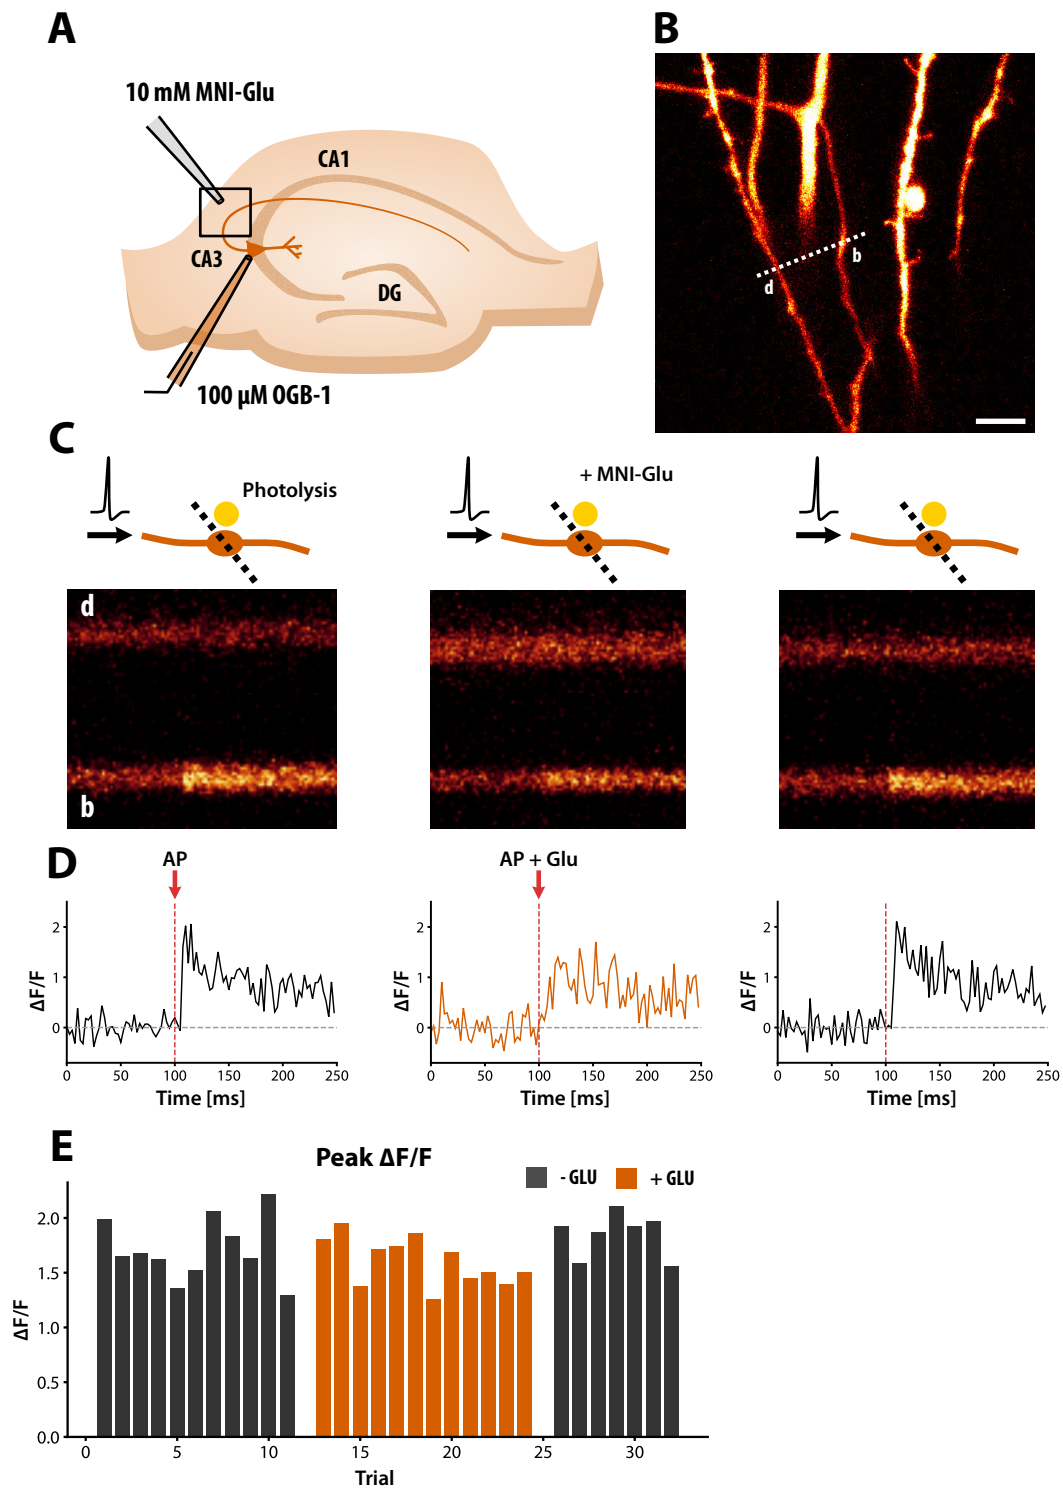 A
10 mM MNI-Glu
CA1
CA3
DG
100 µM OGB-1
B
b
d
C
Photolysis
+ MNI-Glu
d
b
D
AP
AP + Glu
ΔF/F
2
1
0
0 50 100 150 200 250
Time [ms]
ΔF/F
2
1
0
0 50 100 150 200 250
Time [ms]
ΔF/F
2
1
0
0 50 100 150 200 250
Time [ms]
E
Peak ΔF/F
- GLU + GLU
ΔF/F
2.0
1.5
1.0
0.5
0.0
0 5 10 15 20 25 30
Trial